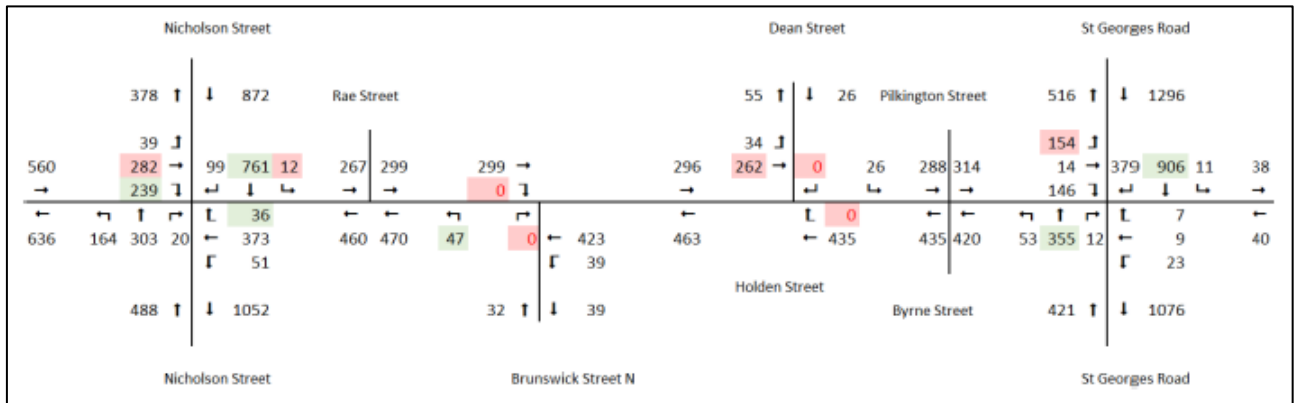 Nicholson Street Dean Street St Georges Road
378 ↑ ↓ 872 Rae Street 55 ↑ ↓ 26 Pilkington Street 516 ↑ ↓ 1296
39 34 154
560 282 → 99 761 12 267 299 299 → 296 262 → 0 26 288 314 14 → 379 906 11 38
→ 239 ↵ ↓ → → 0 → ↵ → → 146 ↵ ↓ →
← ↑ 36 ← ← ← 0 ← ← ↑ 7 ←
636 164 303 20 ← 373 460 470 47 0 ← 423 463 ← 435 435 420 53 355 12 ← 9 40
51 39 23
Holden Street
488 ↑ ↓ 1052 32 ↑ ↓ 39 Byrne Street 421 ↑ ↓ 1076
Nicholson Street Brunswick Street N St Georges Road